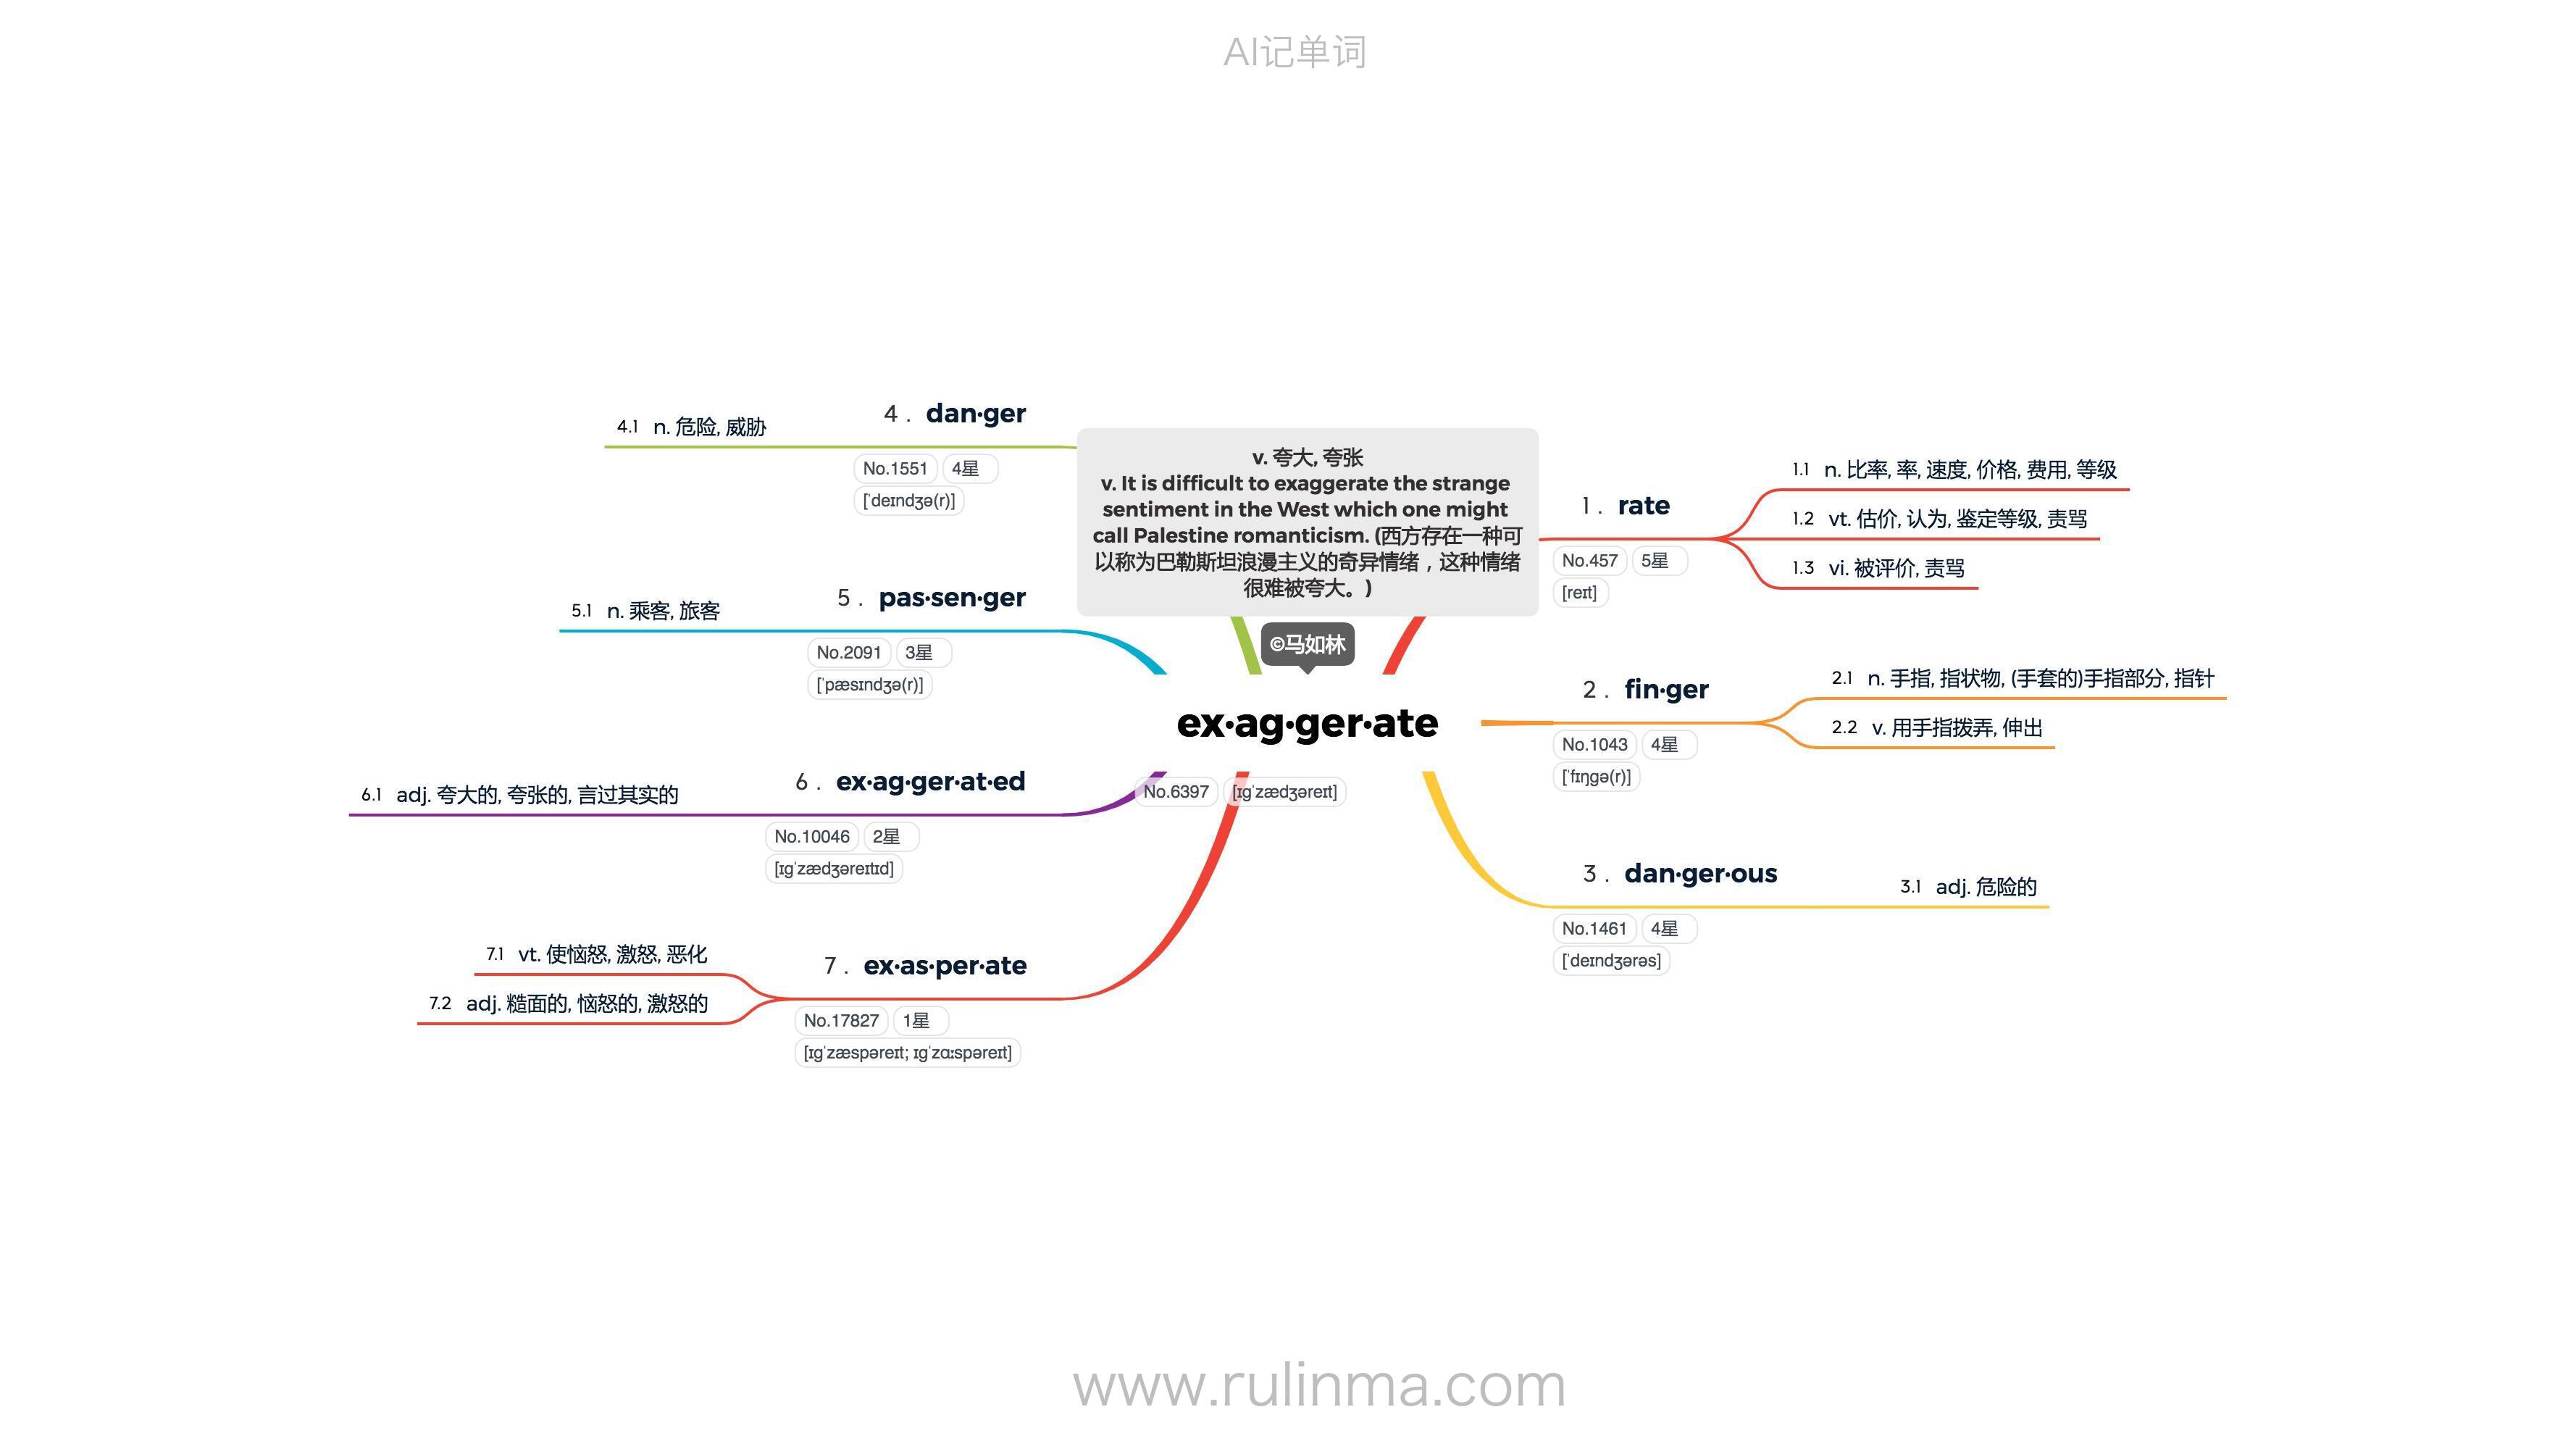 AI记单词
v. 夸大, 夸张
v. It is difficult to exaggerate the strange
sentiment in the West which one might
call Palestine romanticism. (西方存在一种可
以称为巴勒斯坦浪漫主义的奇异情绪，这种情绪
很难被夸大。)
©马如林
ex·ag·ger·ate
No.6397 [ɪgˈzædʒəreɪt]
1 . rate
No.457 5星
[reɪt]
1.1 n. 比率, 率, 速度, 价格, 费用, 等级
1.2 vt. 估价, 认为, 鉴定等级, 责骂
1.3 vi. 被评价, 责骂
2 . fin·ger
No.1043 4星
[ˈfɪŋgə(r)]
2.1 n. 手指, 指状物, (手套的)手指部分, 指针
2.2 v. 用手指拨弄, 伸出
3 . dan·ger·ous
No.1461 4星
[ˈdeɪndʒərəs]
3.1 adj. 危险的
4 . dan·ger
No.1551 4星
[ˈdeɪndʒə(r)]
4.1 n. 危险, 威胁
5 . pas·sen·ger
No.2091 3星
[ˈpæsɪndʒə(r)]
5.1 n. 乘客, 旅客
6 . ex·ag·ger·at·ed
No.10046 2星
[ɪgˈzædʒəreɪtɪd]
6.1 adj. 夸大的, 夸张的, 言过其实的
7 . ex·as·per·ate
No.17827 1星
[ɪgˈzæspəreɪt; ɪgˈzɑːspəreɪt]
7.1 vt. 使恼怒, 激怒, 恶化
7.2 adj. 糙面的, 恼怒的, 激怒的
www.rulinma.com